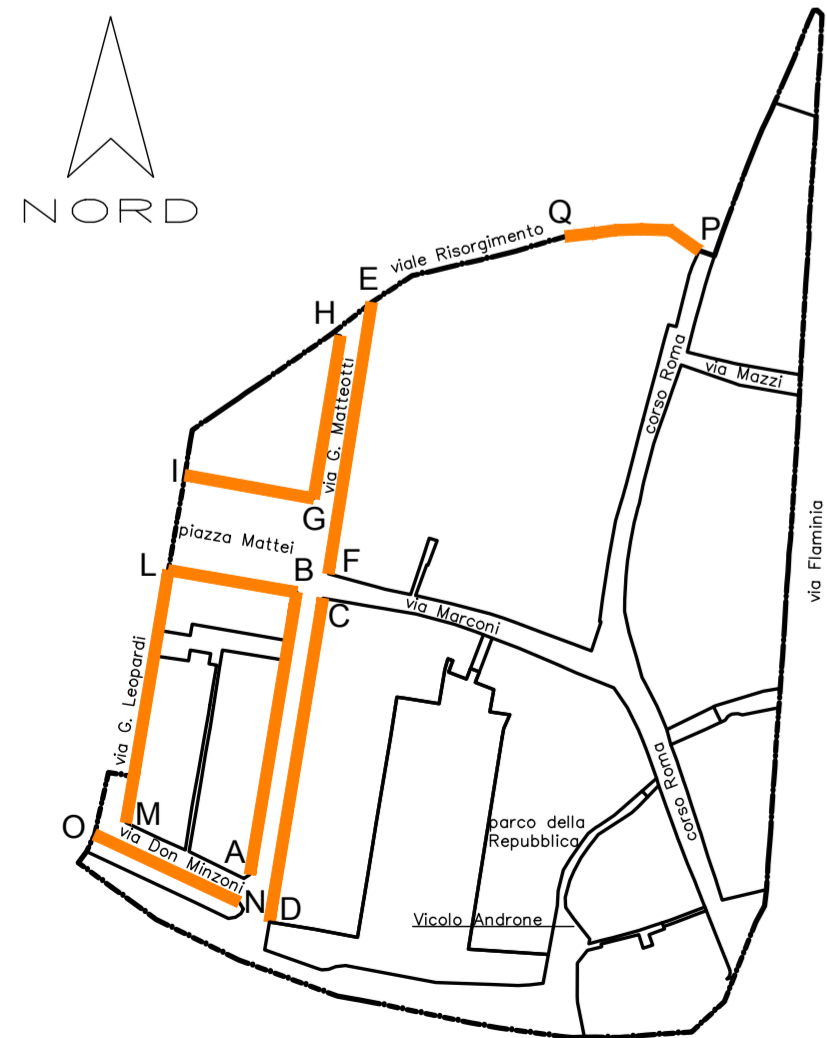 NORD
Q
P
viale Risorgimento
E
H
corso Roma
via Mazzi
via G. Matteotti
I
G
piazza Mattei
via Flaminia
L
B
F
C
via Marconi
via G. Leopardi
M
O
via Don Minzoni
A
N
D
parco della
Repubblica
corso Roma
Vicolo Androne